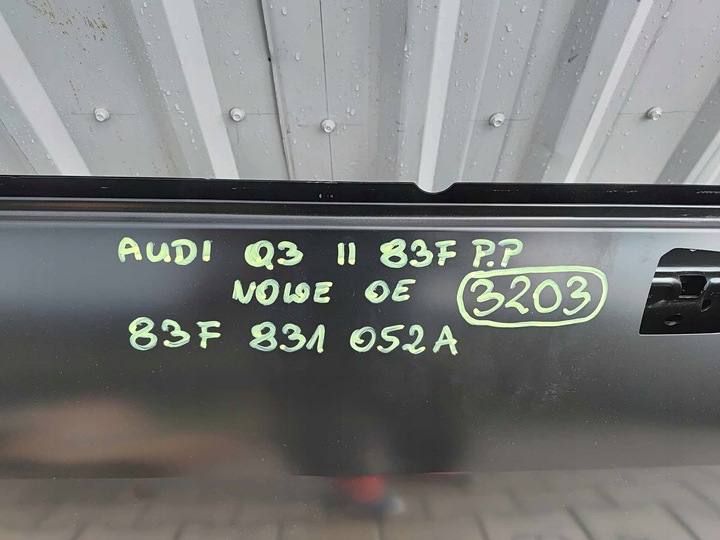 AUDI Q3 II 83F P.P
NOWE OE 3203
83F 831 052A